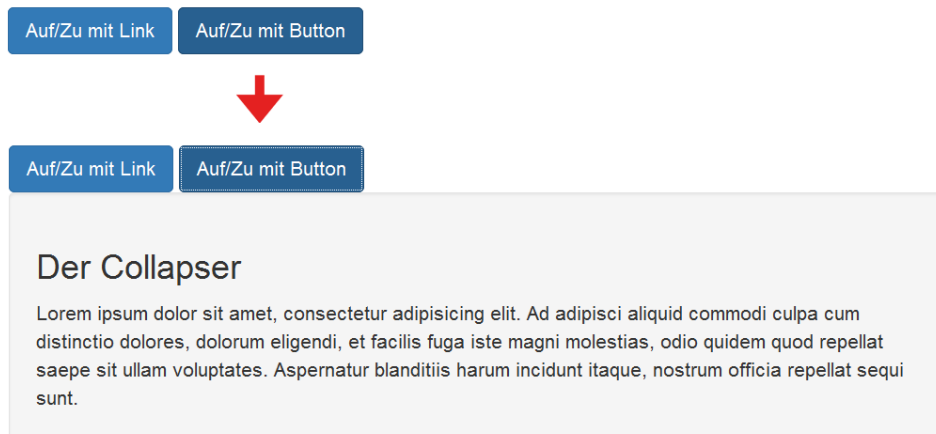 Auf/Zu mit Link Auf/Zu mit Button
Auf/Zu mit Link Auf/Zu mit Button
Der Collapser
Lorem ipsum dolor sit amet, consectetur adipisicing elit. Ad adipisci aliquid commodi culpa cum
distinctio dolores, dolorum eligendi, et facilis fuga iste magni molestias, odio quidem quod repellat
saepe sit ullam voluptates. Aspernatur blanditiis harum incidunt itaque, nostrum officia repellat sequi
sunt.